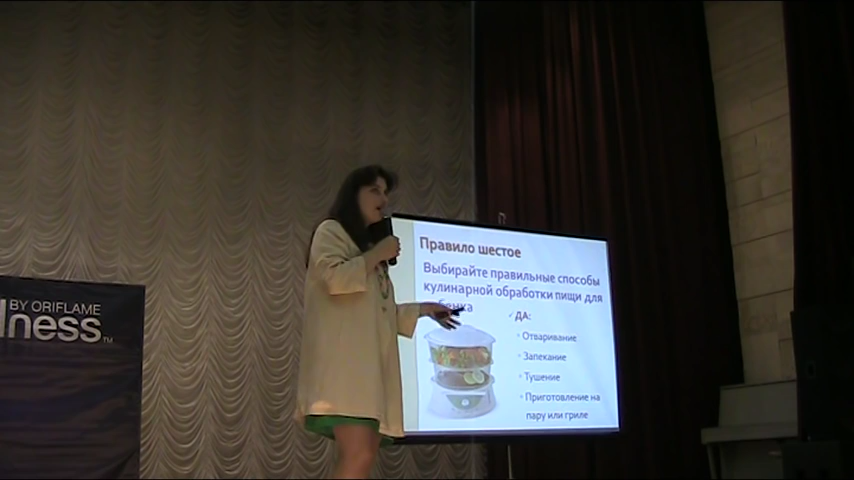 BY ORIFLAME
lness™
Правило шестое
Выбирайте правильные способы
кулинарной обработки пищи для
✓ ДА:
Отваривание
Запекание
Тушение
Приготовление на
пару или гриле